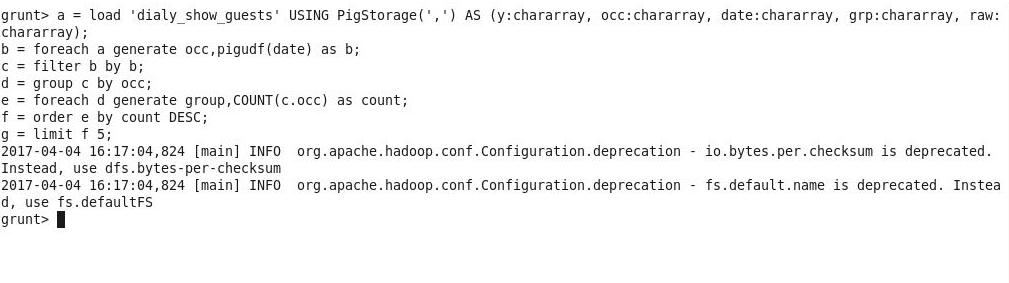 grunt> a = load 'dialy_show_guests' USING PigStorage(',') AS (y:chararray, occ:chararray, date:chararray, grp:chararray, raw:
chararray);
b = foreach a generate occ,pigudf(date) as b;
c = filter b by b;
d = group c by occ;
e = foreach d generate group,COUNT(c.occ) as count;
f = order e by count DESC;
g = limit f 5;
2017-04-04 16:17:04,824 [main] INFO  org.apache.hadoop.conf.Configuration.deprecation - io.bytes.per.checksum is deprecated.
Instead, use dfs.bytes-per-checksum
2017-04-04 16:17:04,824 [main] INFO  org.apache.hadoop.conf.Configuration.deprecation - fs.default.name is deprecated. Instea
d, use fs.defaultFS
grunt>